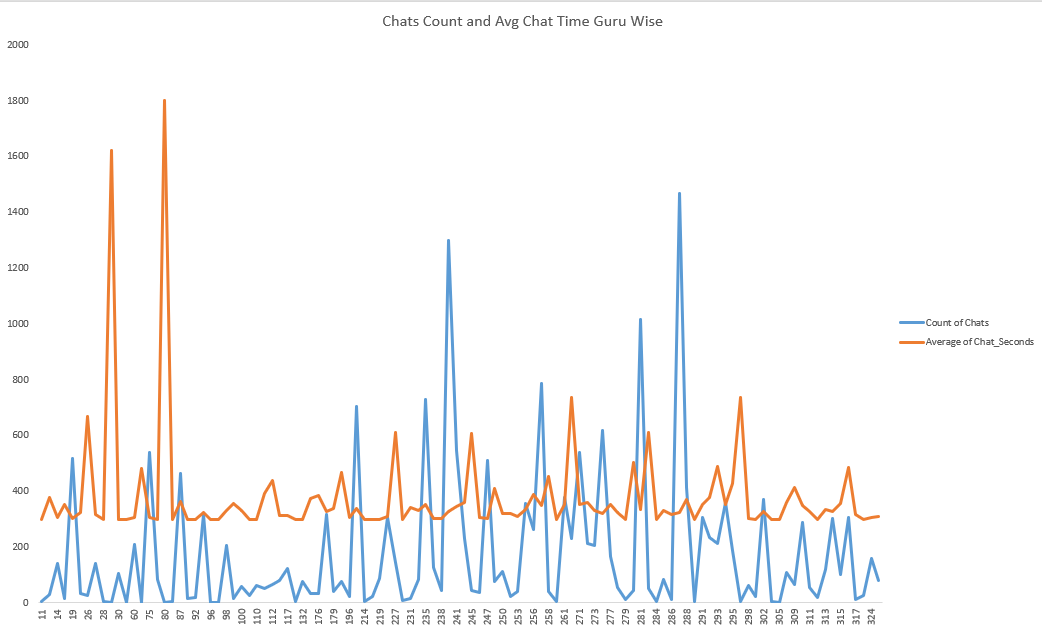 Chats Count and Avg Chat Time Guru Wise
2000
1800
1600
1400
1200
1000
800
600
400
200
0
11 14 19 26 28 30 60 75 80 87 92 96 98 100 110 112 117 132 176 179 196 214 219 227 231 235 238 241 245 247 250 253 256 258 261 271 273 277 279 281 284 286 288 291 293 295 298 302 305 309 311 313 315 317 324
Count of Chats
Average of Chat_Seconds